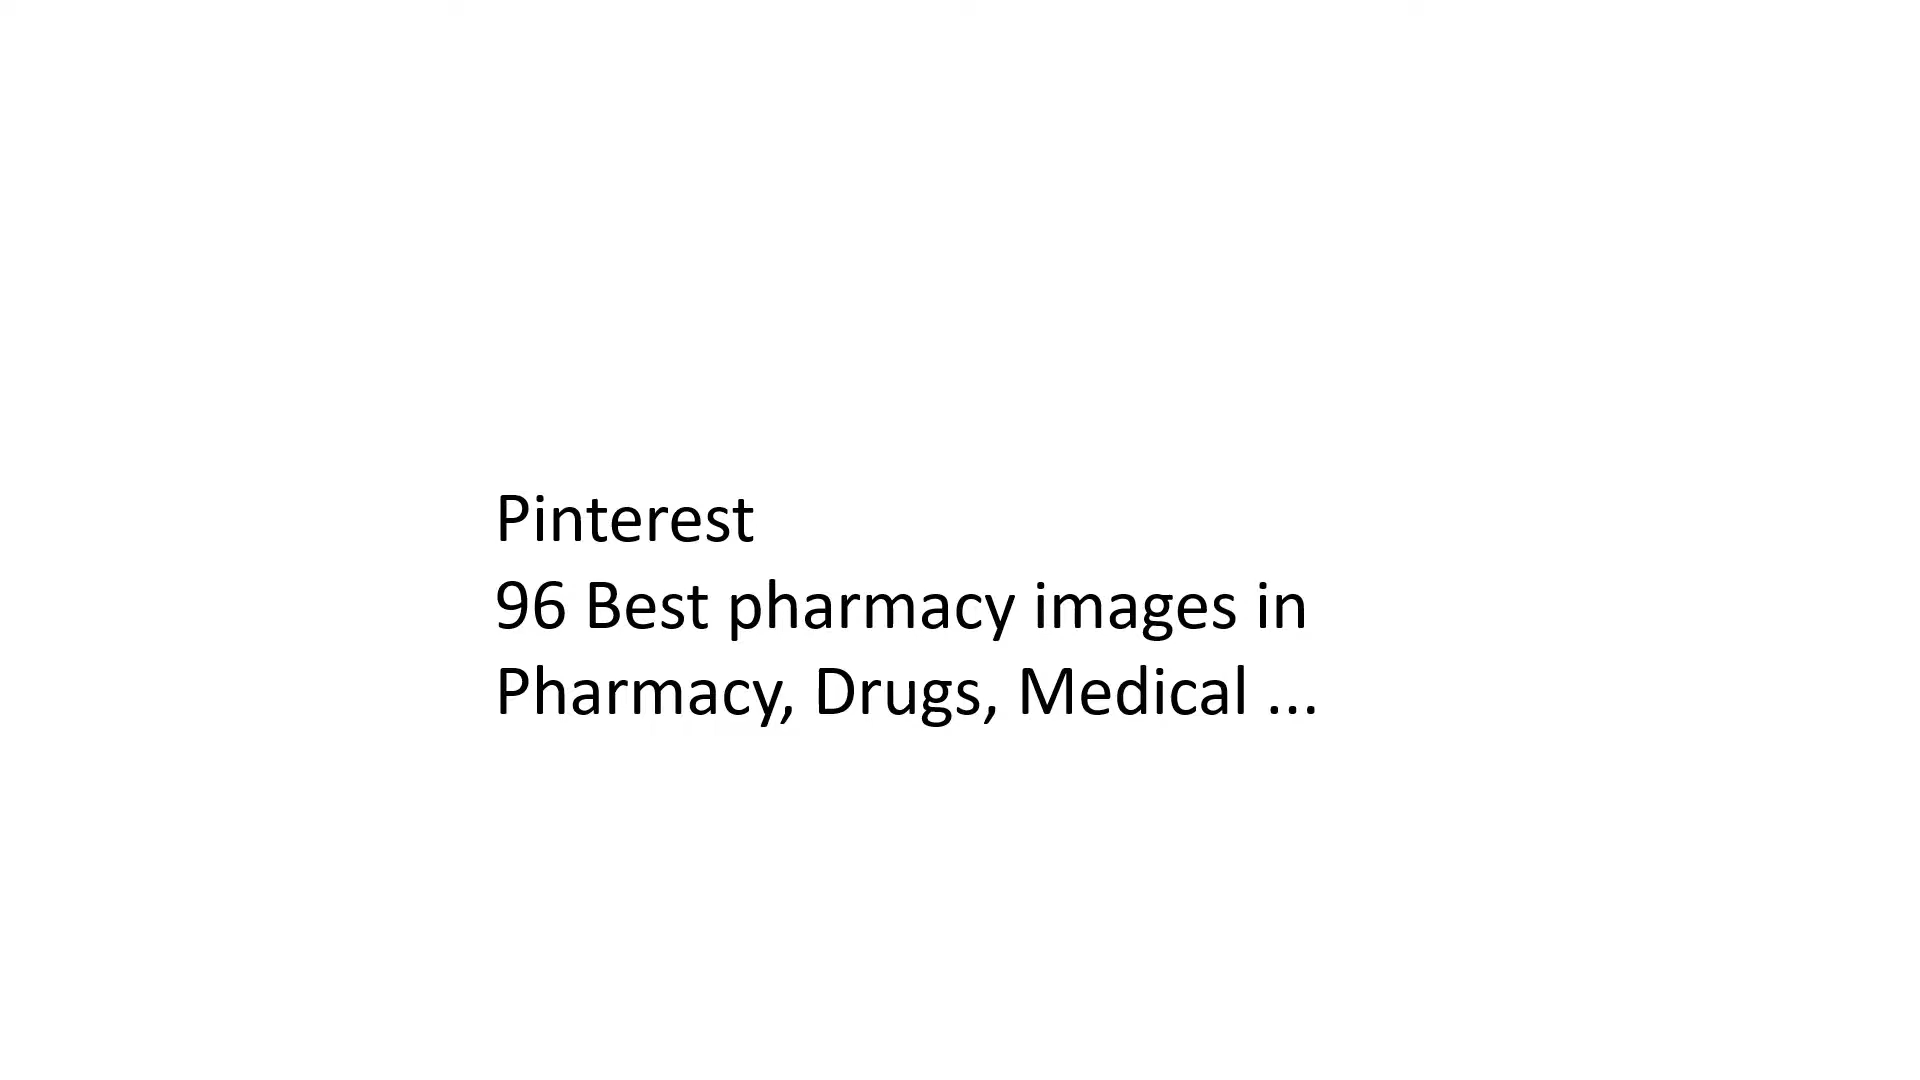 Pinterest
96 Best pharmacy images in
Pharmacy, Drugs, Medical ...